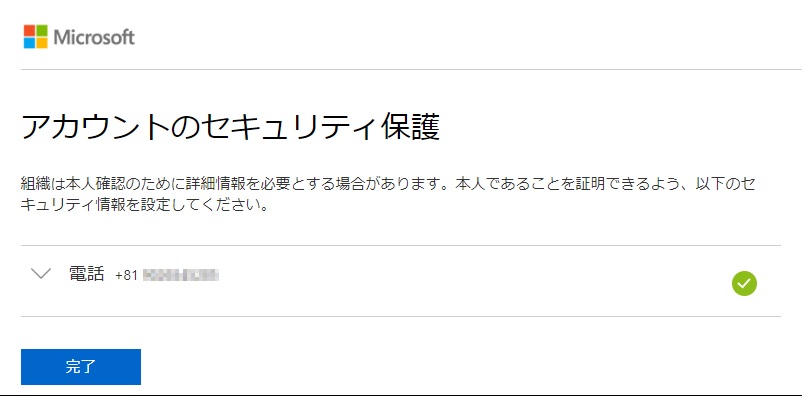 Microsoft
アカウントのセキュリティ保護
組織は本人確認のために詳細情報を必要とする場合があります。本人であることを証明できるよう、以下のセ
キュリティ情報を設定してください。
電話 +81
完了